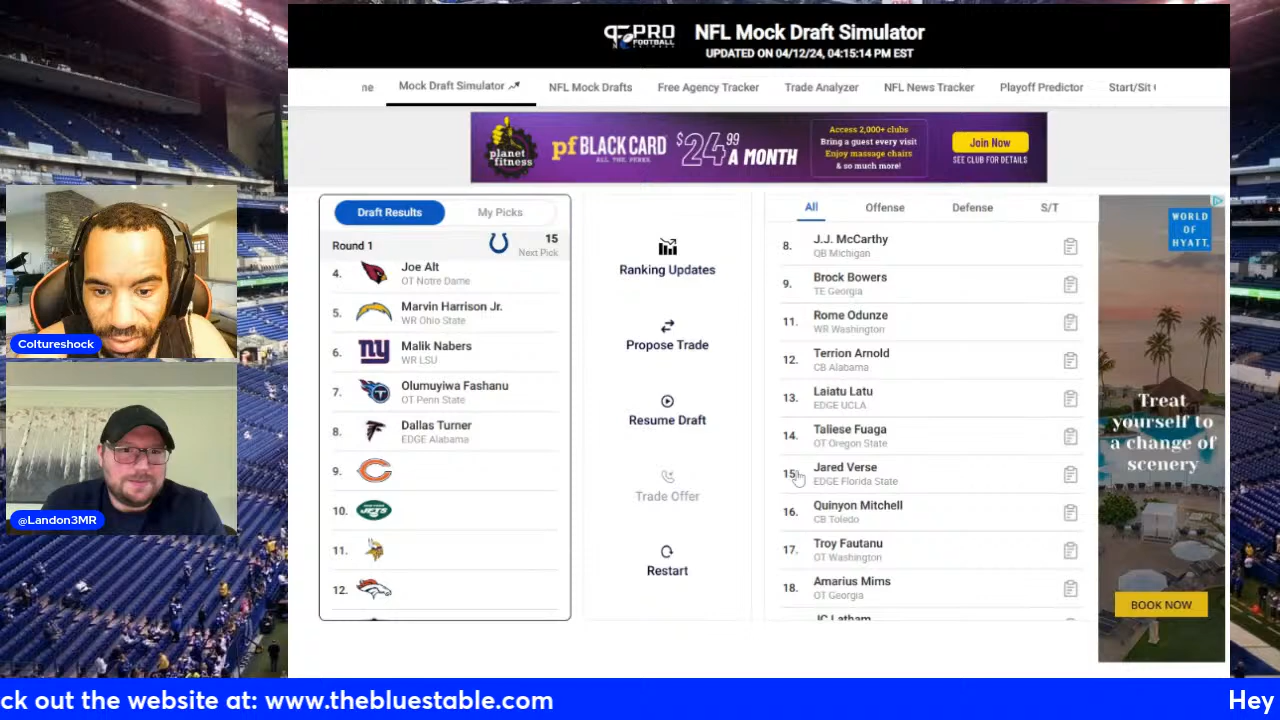 PRO
FOOTBALL
NFL Mock Draft Simulator
UPDATED ON 04/12/24, 04:15:14 PM EST
ne
Mock Draft Simulator
NFL Mock Drafts
Free Agency Tracker
Trade Analyzer
NFL News Tracker
Playoff Predictor
Start/Sit
planet
fitness
pf BLACK CARD
ALL THE PERKS
$24.99
A MONTH
Access 2,000+ clubs
Bring a guest every visit
Enjoy massage chairs
& so much more!
Join Now
SEE CLUB FOR DETAILS
Draft Results
My Picks
Round 1
15
Next Pick
4.
Joe Alt
OT Notre Dame
5.
Marvin Harrison Jr.
WR Ohio State
6.
ny
Malik Nabers
WR LSU
7.
Olumuyiwa Fashanu
OT Penn State
8.
Dallas Turner
EDGE Alabama
9.
10.
JETS
11.
12.
Ranking Updates
Propose Trade
Resume Draft
Trade Offer
Restart
All
Offense
Defense
S/T
8.
J.J. McCarthy
QB Michigan
9.
Brock Bowers
TE Georgia
11.
Rome Odunze
WR Washington
12.
Terrion Arnold
CB Alabama
13.
Laiatu Latu
EDGE UCLA
14.
Taliese Fuaga
OT Oregon State
15.
Jared Verse
EDGE Florida State
16.
Quinyon Mitchell
CB Toledo
17.
Troy Fautanu
OT Washington
18.
Amarius Mims
OT Georgia
JC Latham
WORLD
OF
HYATT
Treat
yourself to
a change of
scenery
BOOK NOW
Coltureshock
@Landon3MR
ck out the website at: www.thebluestable.com
Hey